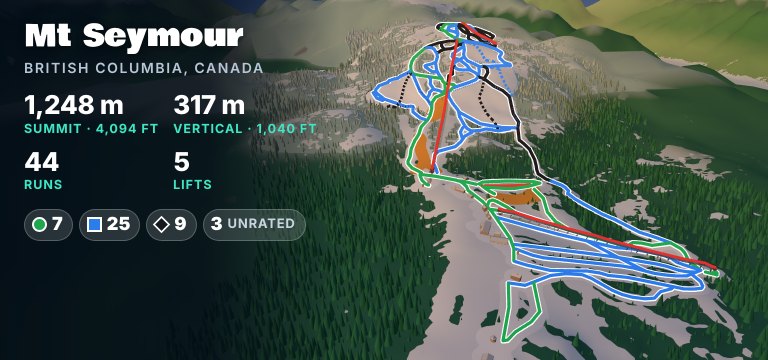 Mt Seymour
BRITISH COLUMBIA, CANADA
1,248 m 317 m
SUMMIT · 4,094 FT VERTICAL · 1,040 FT
44 5
RUNS LIFTS
7 25 9 3 UNRATED